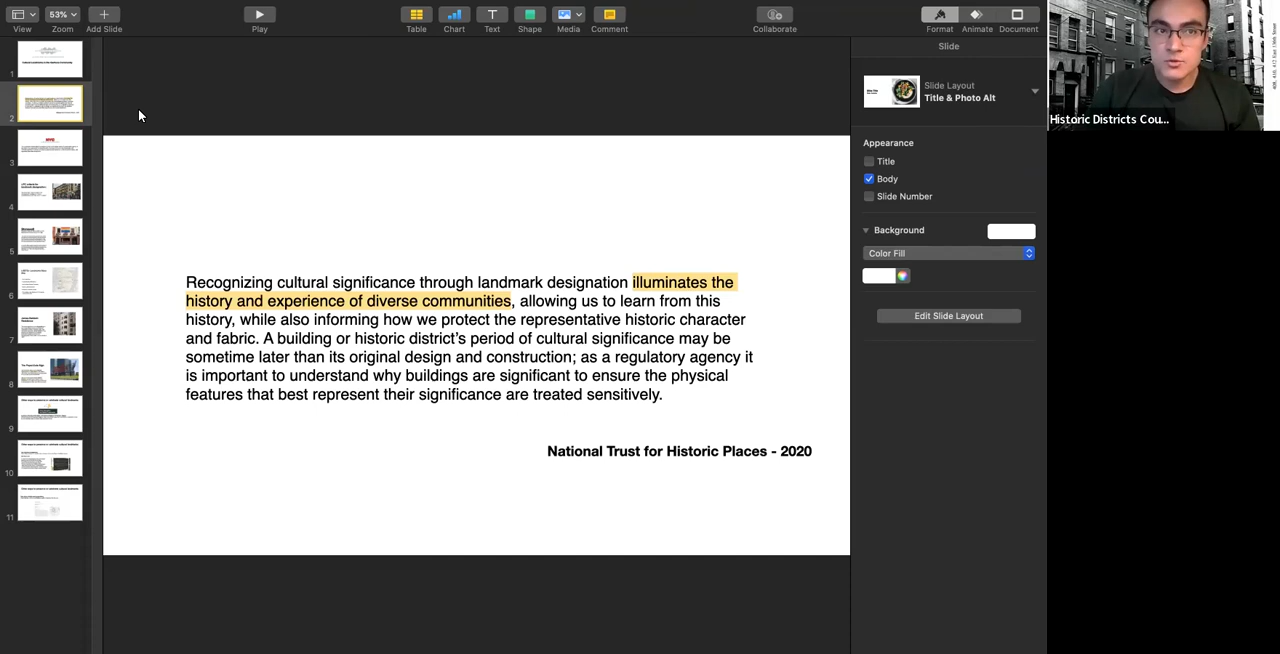 53%
View
Zoom
Add Slide
Play
Table
Chart
Text
Shape
Media
Comment
Collaborate
Format
Animate
Document
Slide
Slide Layout
Title & Photo Alt
Appearance
Title
Body
Slide Number
Background
Color Fill
Edit Slide Layout
1
2
3
4
5
6
7
8
9
10
11
NYC
Recognizing cultural significance through landmark designation illuminates the
history and experience of diverse communities, allowing us to learn from this
history, while also informing how we protect the representative historic character
and fabric. A building or historic district's period of cultural significance may be
sometime later than its original design and construction; as a regulatory agency it
is important to understand why buildings are significant to ensure the physical
features that best represent their significance are treated sensitively.
National Trust for Historic Places - 2020
Historic Districts Cou...